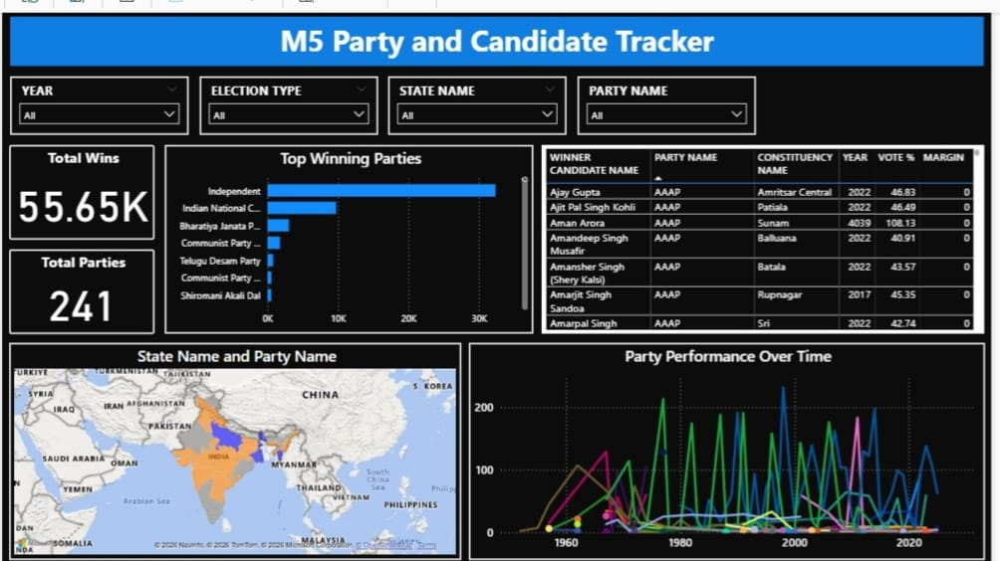 M5 Party and Candidate Tracker
YEAR
All
ELECTION TYPE
All
STATE NAME
All
PARTY NAME
All
Total Wins
55.65K
Total Parties
241
Top Winning Parties
Independent
Indian National C...
Bharatiya Janata P...
Communist Party ...
Telugu Desam Party
Communist Party ...
Shiromani Akali Dal
0K 10K 20K 30K
WINNER CANDIDATE NAME PARTY NAME CONSTITUENCY NAME YEAR VOTE % MARGIN
Ajay Gupta AAAP Amritsar Central 2022 46.83 0
Ajit Pal Singh Kohli AAAP Patiala 2022 46.49 0
Aman Arora AAAP Sunam 4039 108.13 0
Amandeep Singh Musafir AAAP Balluana 2022 40.91 0
Amansher Singh (Shery Kalsi) AAAP Batala 2022 43.57 0
Amarjit Singh Sandoa AAAP Rupnagar 2017 45.35 0
Amarpal Singh AAAP Sri 2022 42.74 0
State Name and Party Name
TURKMENISTAN TAJIKISTAN
SYRIA
IRAQ
IRAN
AFGHANISTAN
CHINA
S. KOREA
PAKISTAN
SAUDI ARABIA
OMAN
INDIA
MYANMAR
YEMEN
THAILAND
VIETNAM
South China Sea
Arabian Sea
PHILIPPINES
SOMALIA
MALAYSIA
© 2026 NavInfo, © 2026 TomTom, © 2026 Microsoft Corporation, © OpenStreetMap Terms
Party Performance Over Time
200
100
0
1960 1980 2000 2020